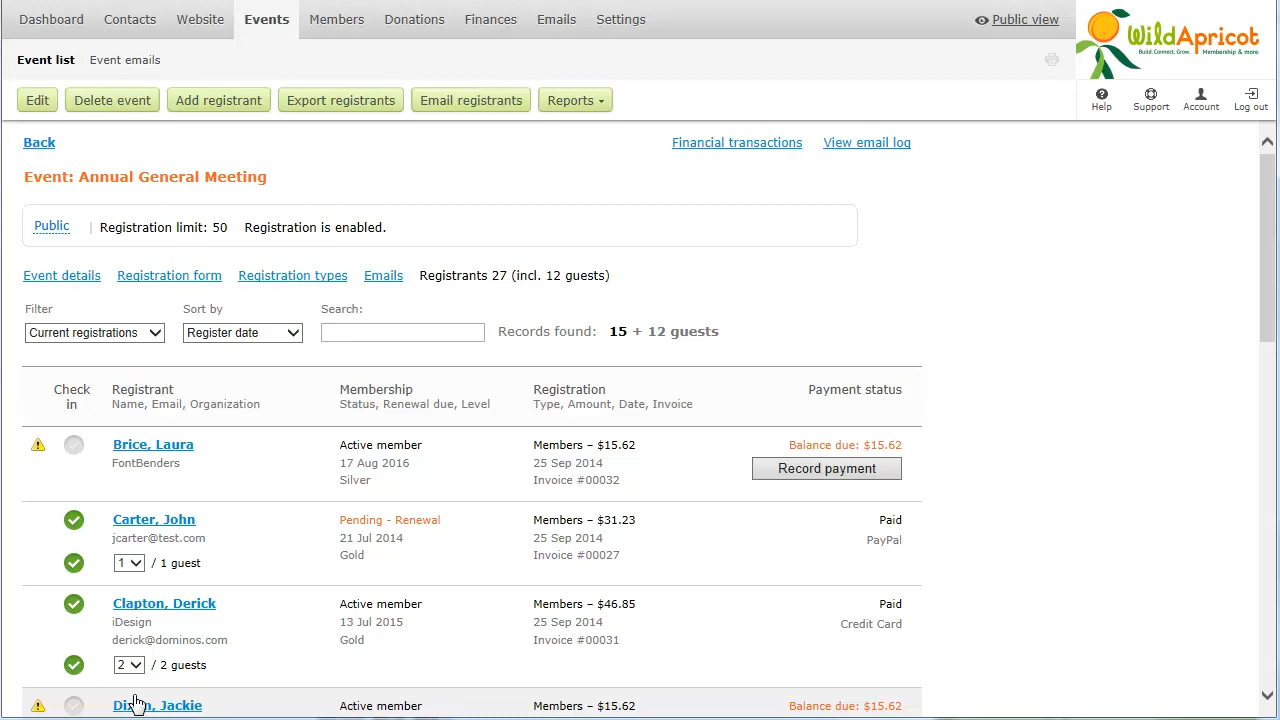 Dashboard Contacts Website Events Members Donations Finances Emails Settings Public view
WildApricot
Build. Connect. Grow. Membership & more.
Event list Event emails
Edit Delete event Add registrant Export registrants Email registrants Reports
Help Support Account Log out
Back Financial transactions View email log
Event: Annual General Meeting
Public | Registration limit: 50 Registration is enabled.
Event details Registration form Registration types Emails Registrants 27 (incl. 12 guests)
Filter Sort by Search:
Current registrations Register date Records found: 15 + 12 guests
Check in Registrant Membership Registration Payment status
Name, Email, Organization Status, Renewal due, Level Type, Amount, Date, Invoice
Brice, Laura Active member Members – $15.62 Balance due: $15.62
FontBenders 17 Aug 2016 25 Sep 2014 Record payment
Silver Invoice #00032
Carter, John Pending - Renewal Members – $31.23 Paid
jcarter@test.com 21 Jul 2014 25 Sep 2014 PayPal
Gold Invoice #00027
1 / 1 guest
Clapton, Derick Active member Members – $46.85 Paid
iDesign 13 Jul 2015 25 Sep 2014 Credit Card
derick@dominos.com Gold Invoice #00031
2 / 2 guests
Jackie Active member Members – $15.62 Balance due: $15.62